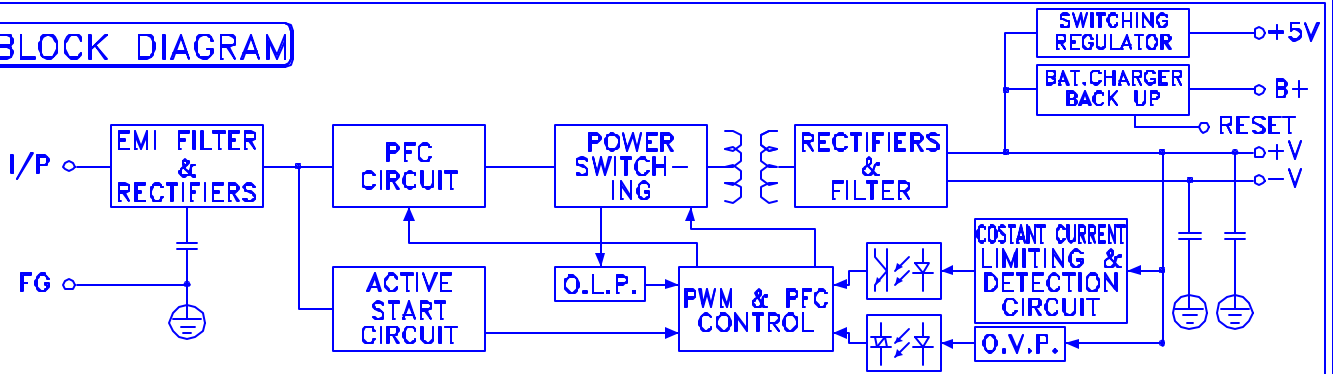 BLOCK DIAGRAM
SWITCHING
REGULATOR
+5V
BAT.CHARGER
BACK UP
B+
RESET
I/P
EMI FILTER
&
RECTIFIERS
PFC
CIRCUIT
POWER
SWITCH-
ING
RECTIFIERS
&
FILTER
+V
-V
FG
ACTIVE
START
CIRCUIT
O.L.P.
PWM & PFC
CONTROL
COSTANT CURRENT
LIMITING &
DETECTION
CIRCUIT
O.V.P.